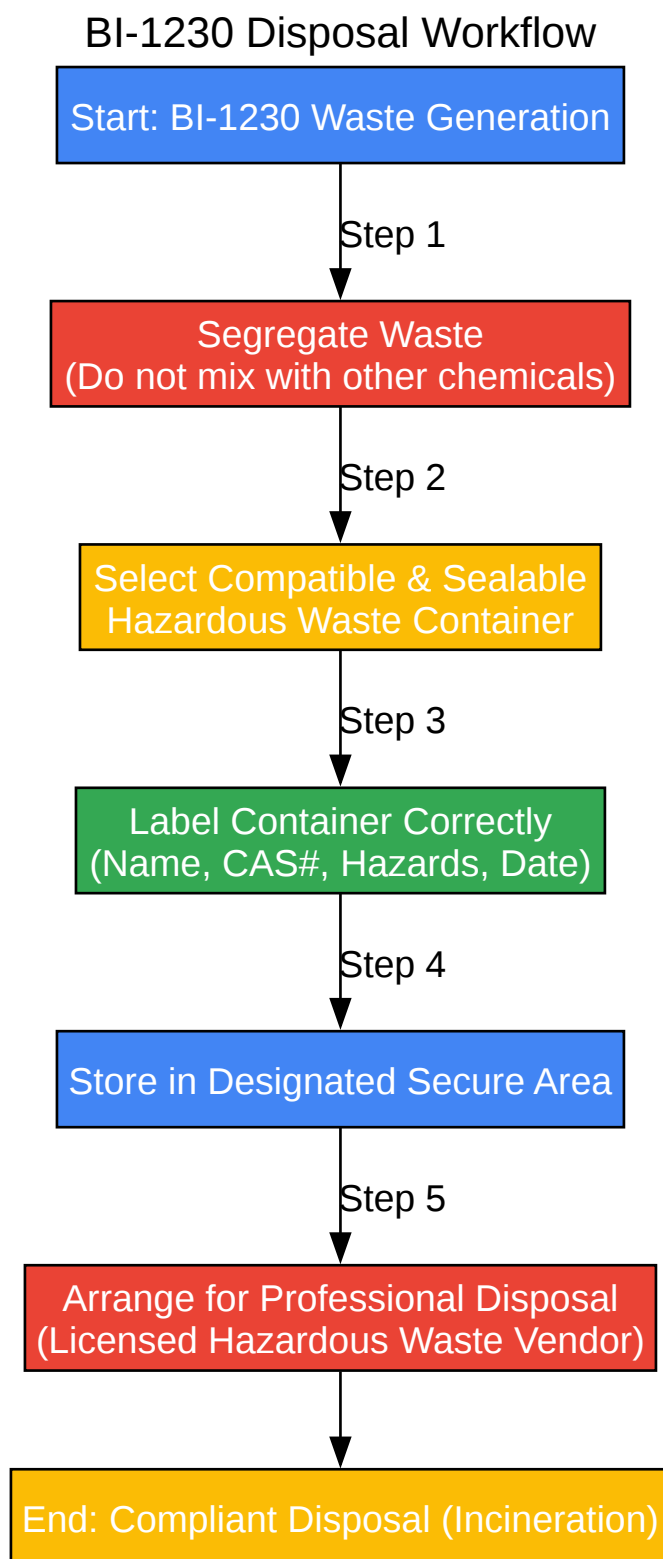 BI-1230 Disposal Workflow
Start: BI-1230 Waste Generation
Step 1
Segregate Waste
(Do not mix with other chemicals)
Step 2
Select Compatible & Sealable
Hazardous Waste Container
Step 3
Label Container Correctly
(Name, CAS#, Hazards, Date)
Step 4
Store in Designated Secure Area
Step 5
Arrange for Professional Disposal
(Licensed Hazardous Waste Vendor)
End: Compliant Disposal (Incineration)